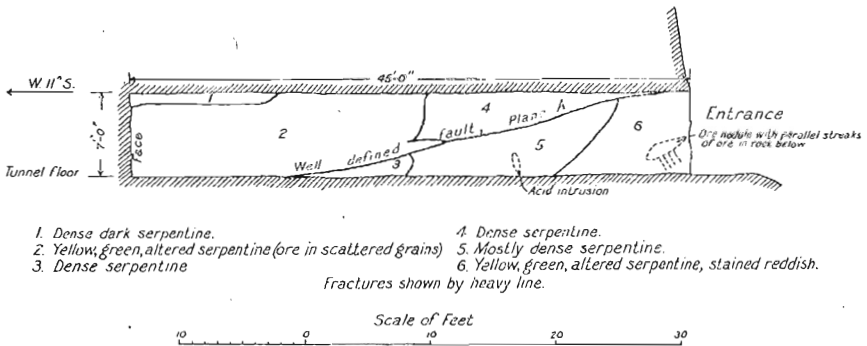 45'-0"
W. 11° S.
1
4
Plane A
fault,
Entrance
7'-0"
Face
2
6
Ore nodule with parallel streaks
of ore in rock below
Well defined
3
5
Tunnel floor
Acid intrusion
1. Dense dark serpentine.
2. Yellow, green, altered serpentine (ore in scattered grains)
3. Dense serpentine
4. Dense serpentine.
5. Mostly dense serpentine.
6. Yellow, green, altered serpentine, stained reddish.
Fractures shown by heavy line.
Scale of Feet
10 0 10 20 30